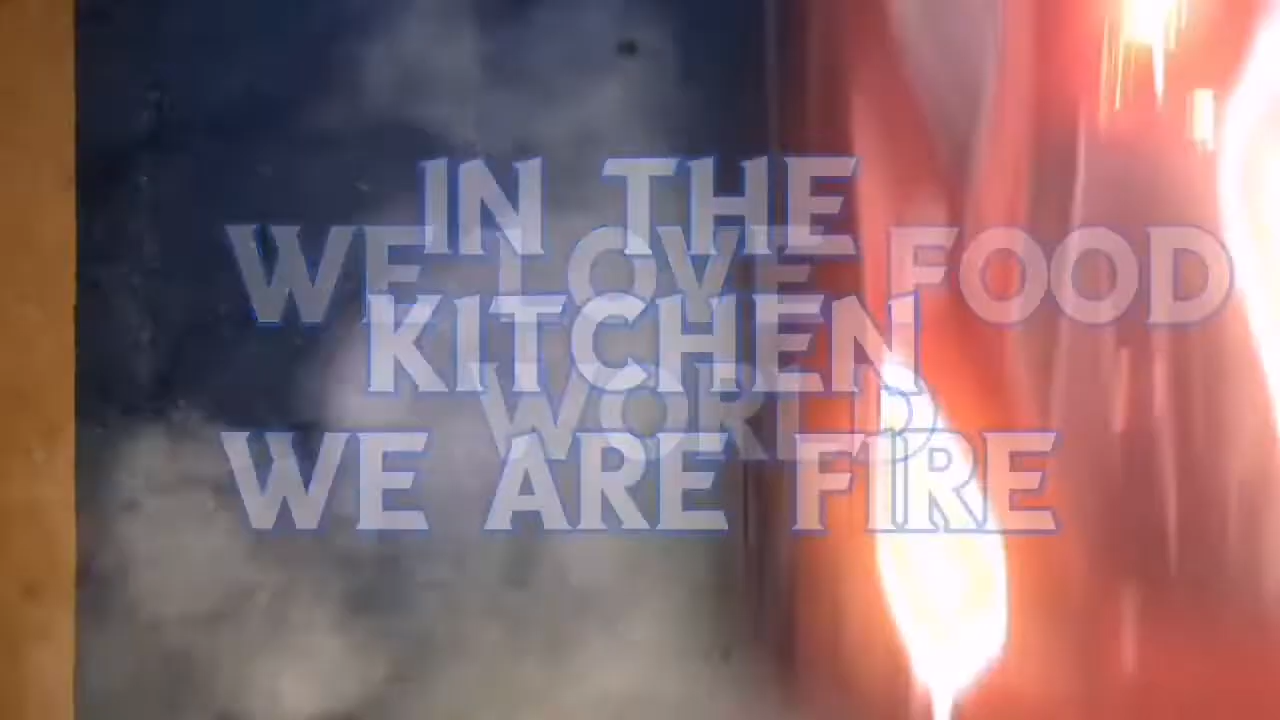 IN THE
WE LOVE FOOD
KITCHEN
WORLD
WE ARE FIRE